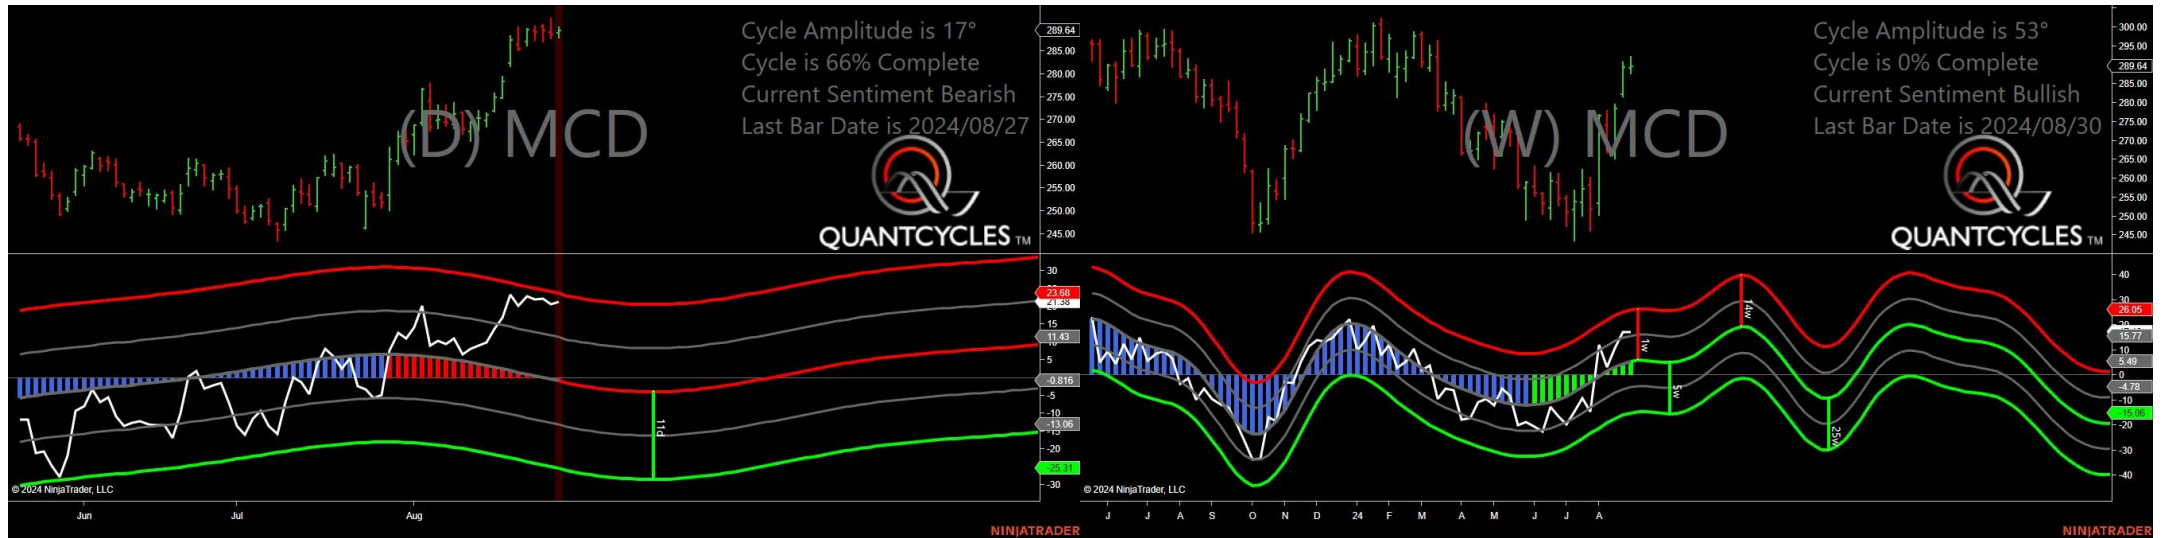 Cycle Amplitude is 17°
Cycle is 66% Complete
Current Sentiment Bearish
Last Bar Date is 2024/08/27
(D) MCD
QUANTCYCLES TM
289.64
285.00
280.00
275.00
270.00
265.00
260.00
255.00
250.00
245.00
30
23.68
21.38
15
11.43
5
-0.816
-5
-10
-13.06
-20
-25.31
-30
11d
© 2024 NinjaTrader, LLC
Jun Jul Aug
NINJATRADER
Cycle Amplitude is 53°
Cycle is 0% Complete
Current Sentiment Bullish
Last Bar Date is 2024/08/30
(W) MCD
QUANTCYCLES TM
300.00
295.00
289.64
285.00
280.00
275.00
270.00
265.00
260.00
255.00
250.00
245.00
40
30
26.05
15.77
10
5.49
0
-4.78
-10
-15.06
-20
-30
-40
1w
5w
14w
25w
© 2024 NinjaTrader, LLC
J J A S O N D 24 F M A M J J A
NINJATRADER